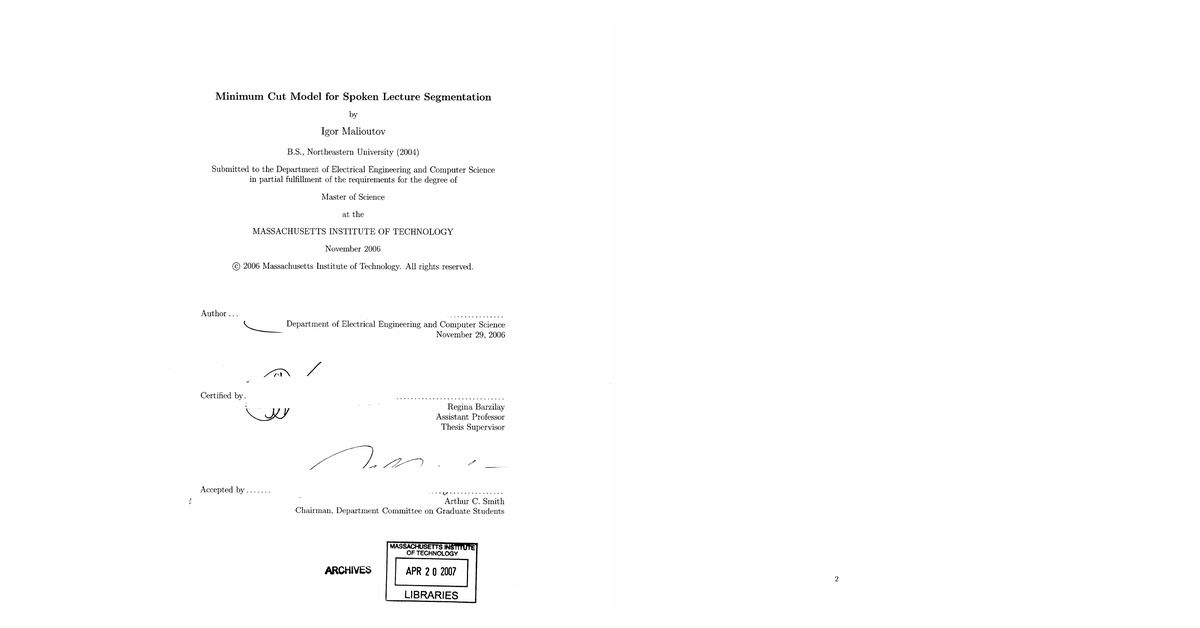 Minimum Cut Model for Spoken Lecture Segmentation
by
Igor Malioutov
B.S., Northeastern University (2004)
Submitted to the Department of Electrical Engineering and Computer Science
in partial fulfillment of the requirements for the degree of
Master of Science
at the
MASSACHUSETTS INSTITUTE OF TECHNOLOGY
November 2006
© 2006 Massachusetts Institute of Technology. All rights reserved.
Author . . . . . . . . . . . . . . . . . .
Department of Electrical Engineering and Computer Science
November 29, 2006
Certified by . . . . . . . . . . . . . . . . . . . . . . . . . . . .
Regina Barzilay
Assistant Professor
Thesis Supervisor
Accepted by . . . . . . . . . . . . . . . . . . . . . . . .
Arthur C. Smith
Chairman, Department Committee on Graduate Students
ARCHIVES
MASSACHUSETTS INSTITUTE
OF TECHNOLOGY
APR 20 2007
LIBRARIES
2